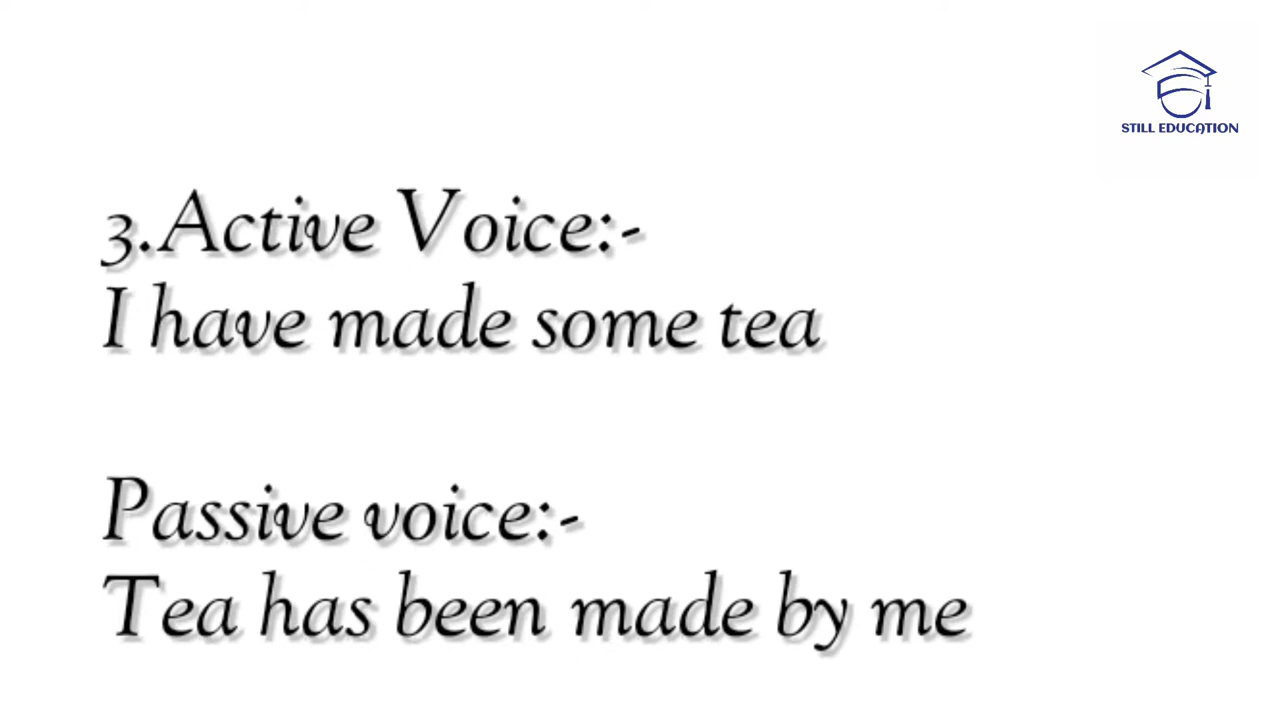 STILL EDUCATION
3.Active Voice:-
I have made some tea
Passive voice:-
Tea has been made by me